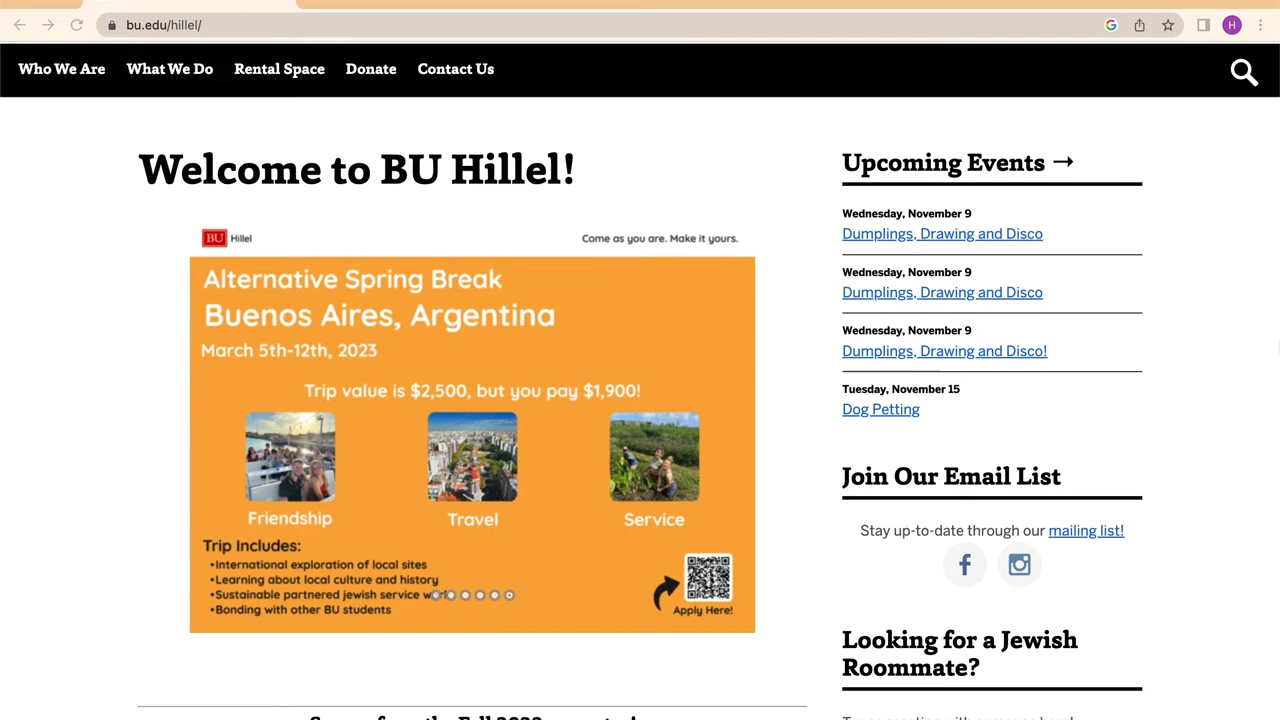 bu.edu/hillel/
H
Who We Are
What We Do
Rental Space
Donate
Contact Us
Welcome to BU Hillel!
BU Hillel
Come as you are. Make it yours.
Alternative Spring Break
Buenos Aires, Argentina
March 5th-12th, 2023
Trip value is $2,500, but you pay $1,900!
Friendship
Travel
Service
Trip Includes:
•International exploration of local sites
•Learning about local culture and history
•Sustainable partnered jewish service
•Bonding with other BU students
Apply Here!
Upcoming Events →
Wednesday, November 9
Dumplings, Drawing and Disco
Wednesday, November 9
Dumplings, Drawing and Disco
Wednesday, November 9
Dumplings, Drawing and Disco!
Tuesday, November 15
Dog Petting
Join Our Email List
Stay up-to-date through our mailing list!
Looking for a Jewish
Roommate?